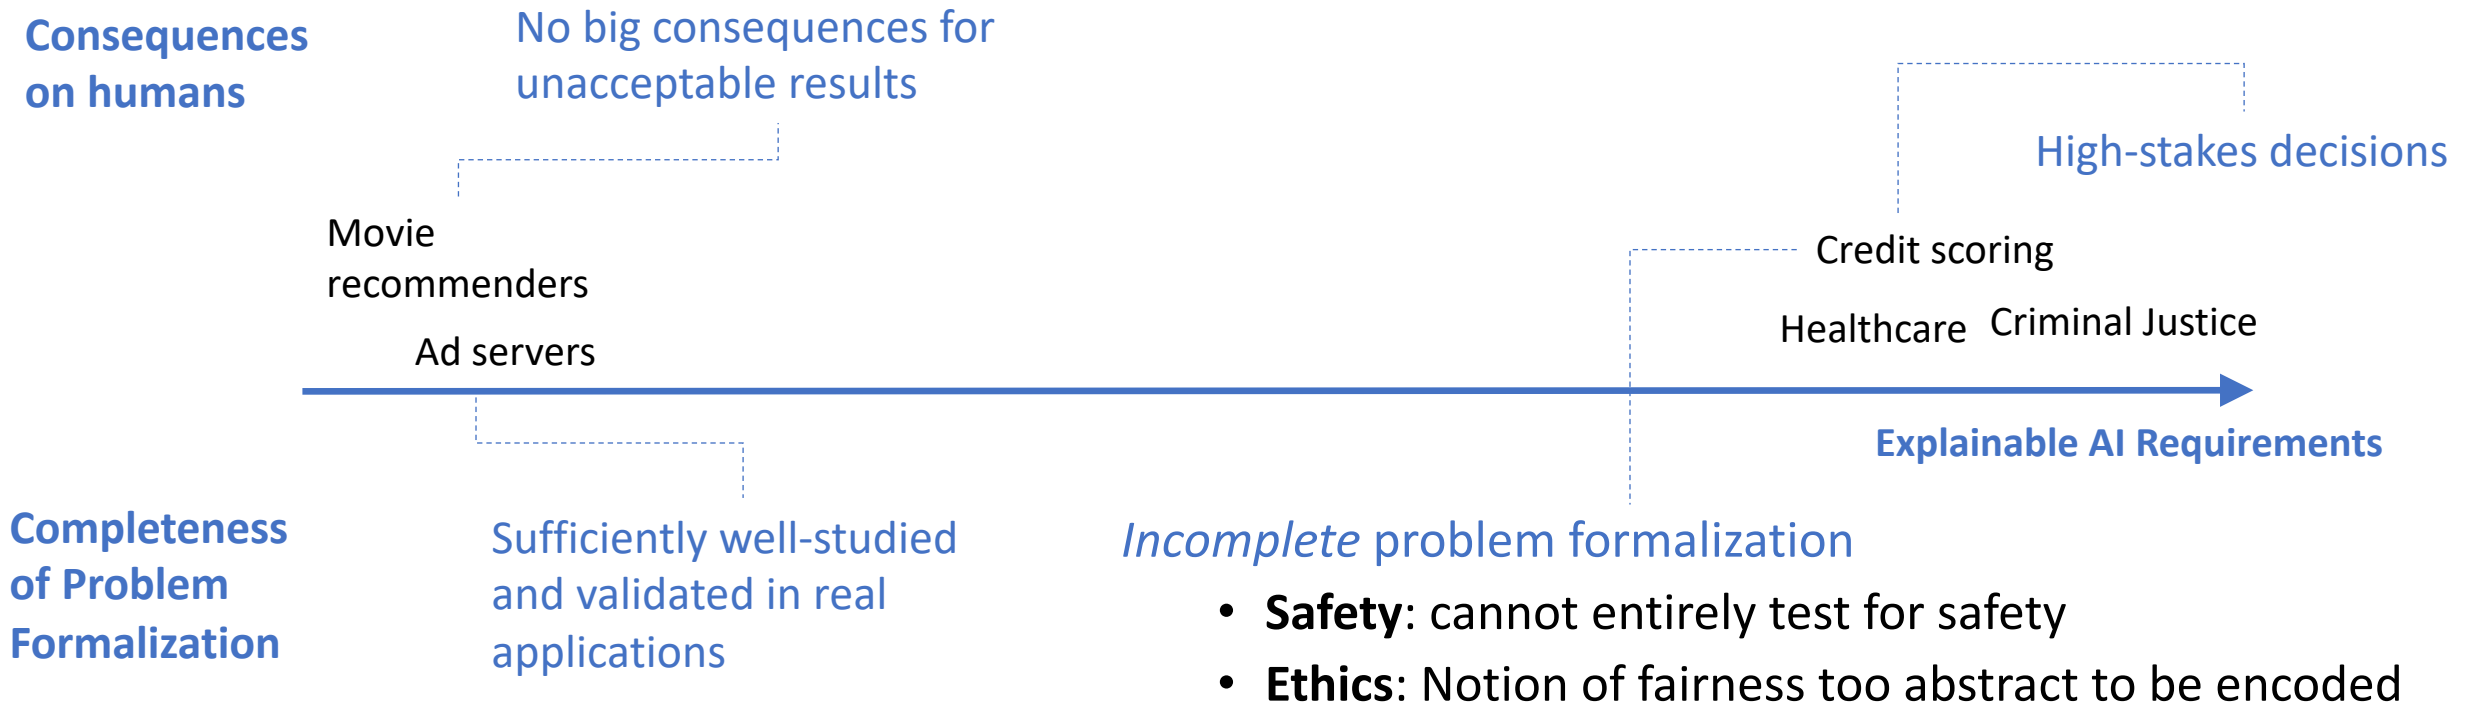 Consequences
on humans
No big consequences for
unacceptable results
High-stakes decisions
Movie
recommenders
Ad servers
Credit scoring
Healthcare
Criminal Justice
Explainable AI Requirements
Completeness
of Problem
Formalization
Sufficiently well-studied
and validated in real
applications
Incomplete problem formalization
• Safety: cannot entirely test for safety
• Ethics: Notion of fairness too abstract to be encoded